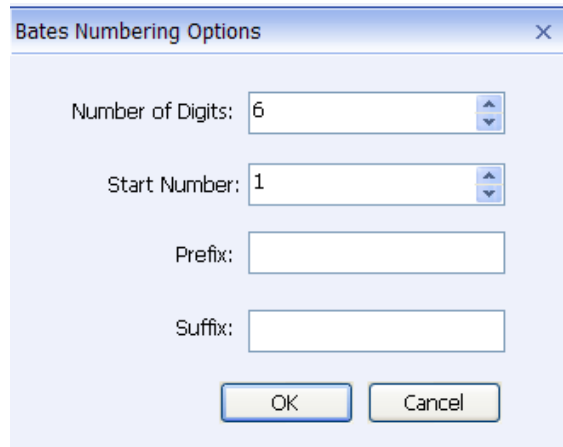 Bates Numbering Options
Number of Digits: 6
Start Number: 1
Prefix:
Suffix:
OK Cancel